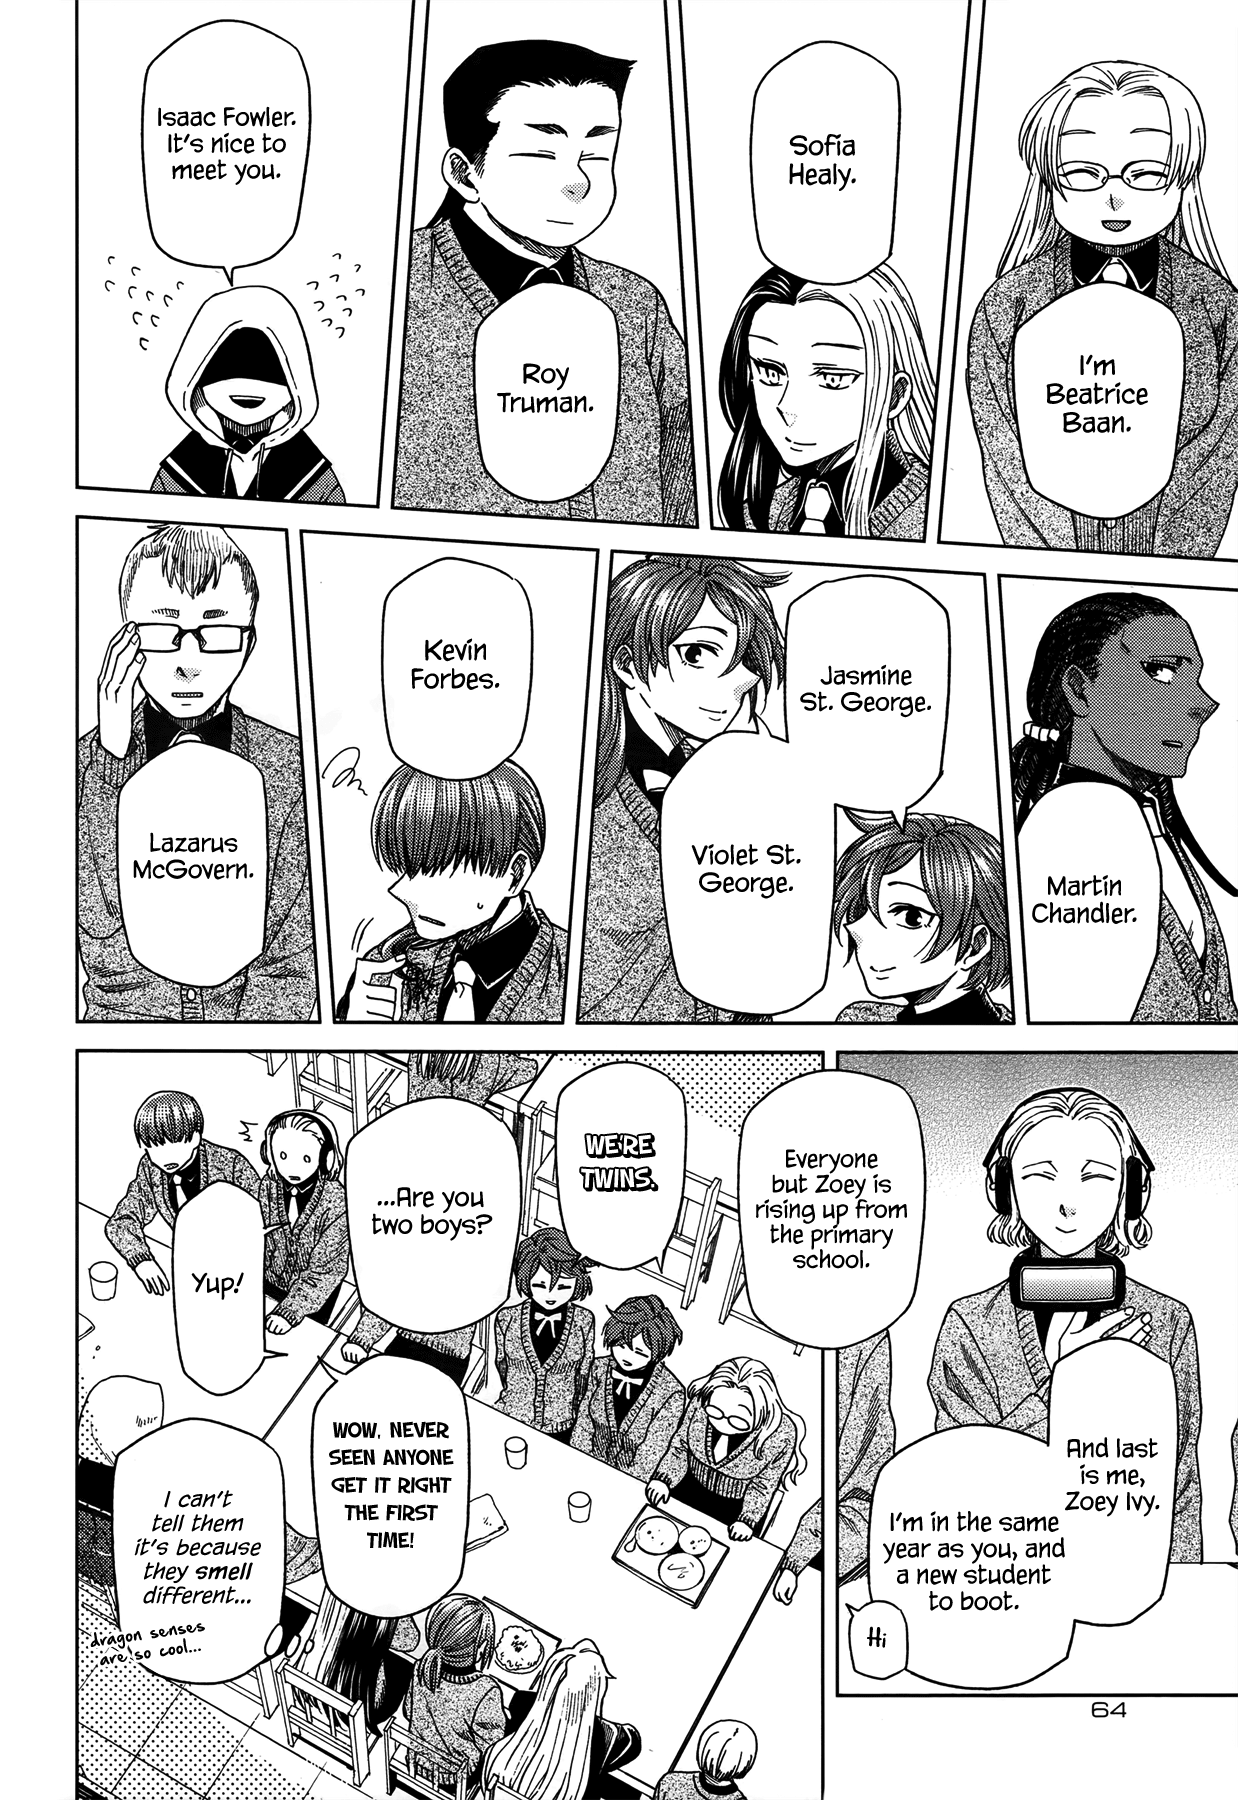 I'm
Beatrice
Baan.
Sofia
Healy.
Roy
Truman.
Isaac Fowler.
It's nice to
meet you.
Martin
Chandler.
Jasmine
St. George.
Violet St.
George.
Kevin
Forbes.
Lazarus
McGovern.
And last
is me,
Zoey Ivy.
I'm in the same
year as you, and
a new student
to boot.
Hi
Everyone
but Zoey is
rising up from
the primary
school.
WE'RE
TWINS.
...Are you
two boys?
Yup!
WOW, NEVER
SEEN ANYONE
GET IT RIGHT
THE FIRST
TIME!
I can't
tell them
it's because
they smell
different...
dragon senses
are so cool...
64